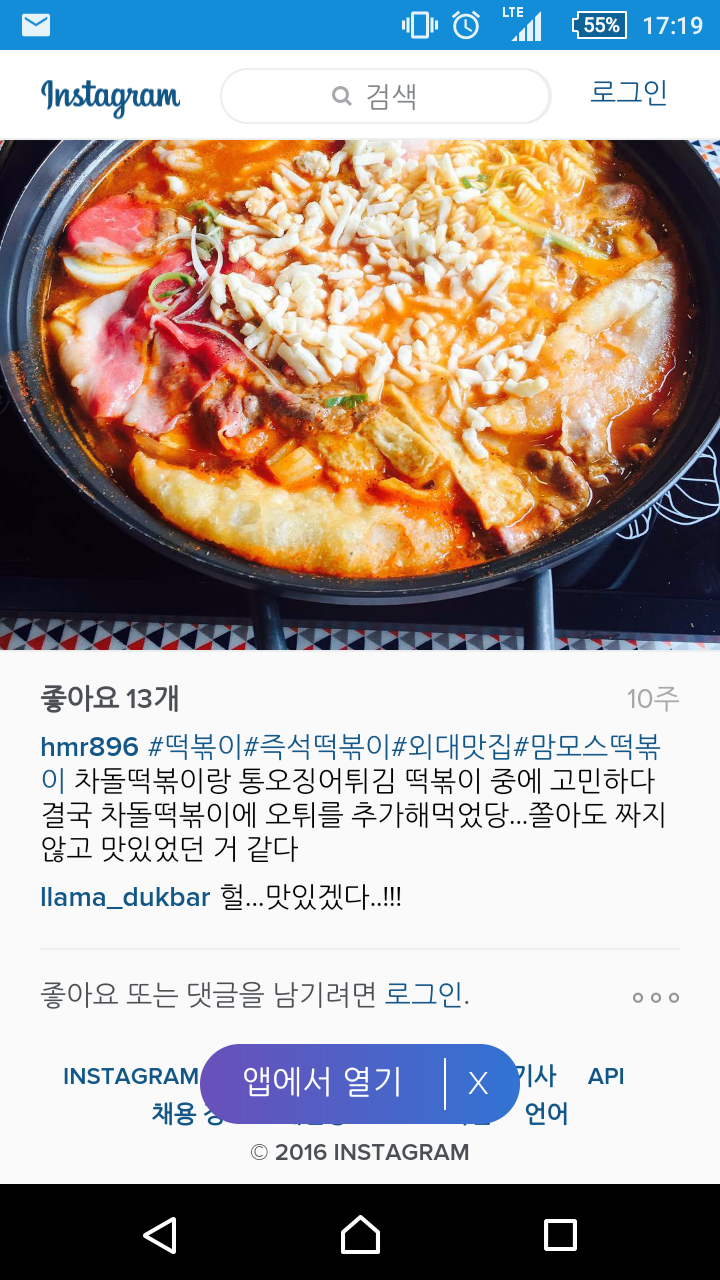 LTE 55% 17:19
Instagram 검색 로그인
좋아요 13개 10주
hmr896 #떡볶이#즉석떡볶이#외대맛집#맘모스떡볶
이 차돌떡볶이랑 통오징어튀김 떡볶이 중에 고민하다
결국 차돌떡볶이에 오튀를 추가해먹었당...쫄아도 짜지
않고 맛있었던 거 같다
llama_dukbar 헐...맛있겠다..!!!
좋아요 또는 댓글을 남기려면 로그인.
INSTAGRAM 기사 API
앱에서 열기 X
채용 언어
© 2016 INSTAGRAM